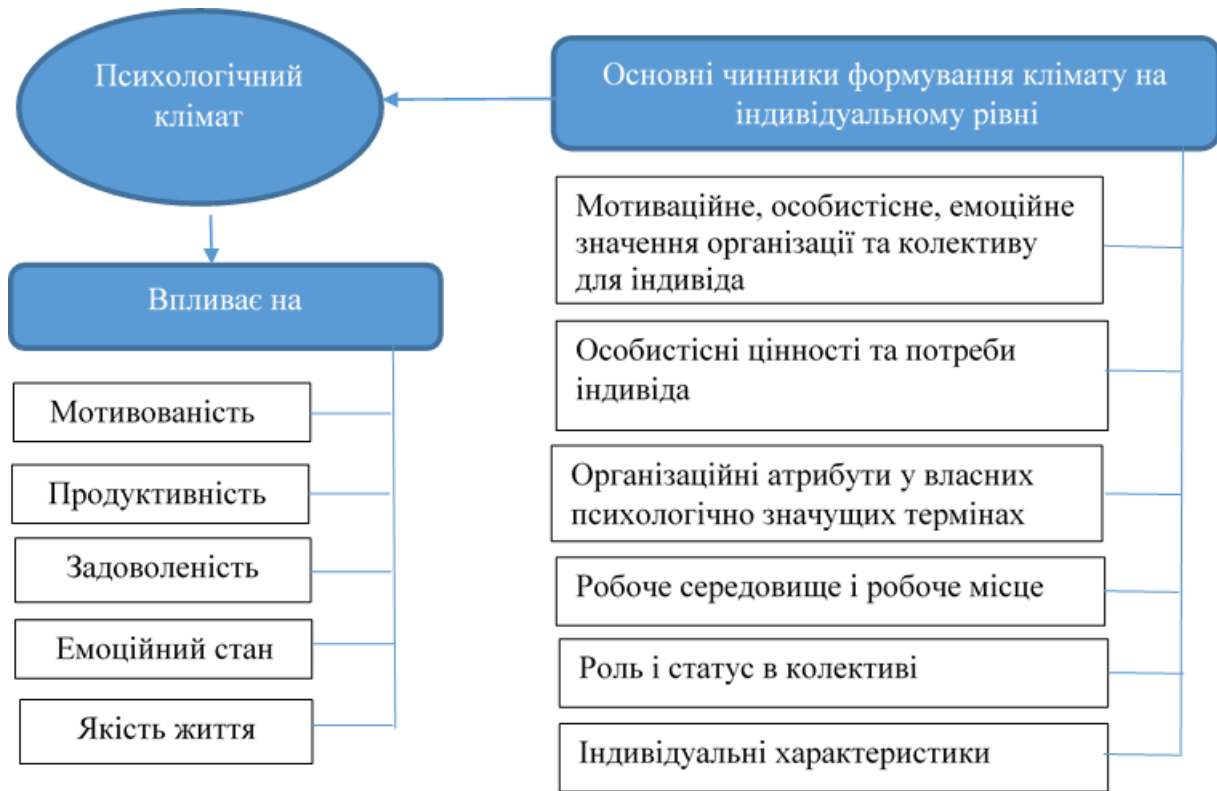 Психологічний
клімат
Основні чинники формування клімату на
індивідуальному рівні
Впливає на
Мотивованість
Продуктивність
Задоволеність
Емоційний стан
Якість життя
Мотиваційне, особистісне, емоційне
значення організації та колективу
для індивіда
Особистісні цінності та потреби
індивіда
Організаційні атрибути у власних
психологічно значущих термінах
Робоче середовище і робоче місце
Роль і статус в колективі
Індивідуальні характеристики